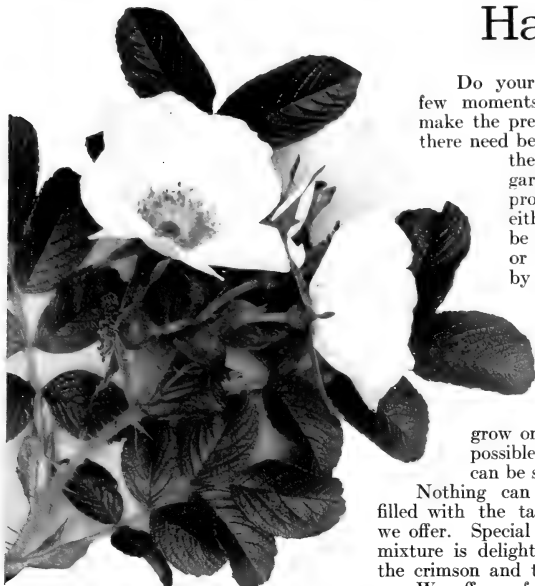 Ha
Do your
few moments
make the pre
there need be
the
gar
pro
eith
be
or
by
grow or
possible
can be s
Nothing can
filled with the ta
we offer. Special
mixture is delight
the crimson and t